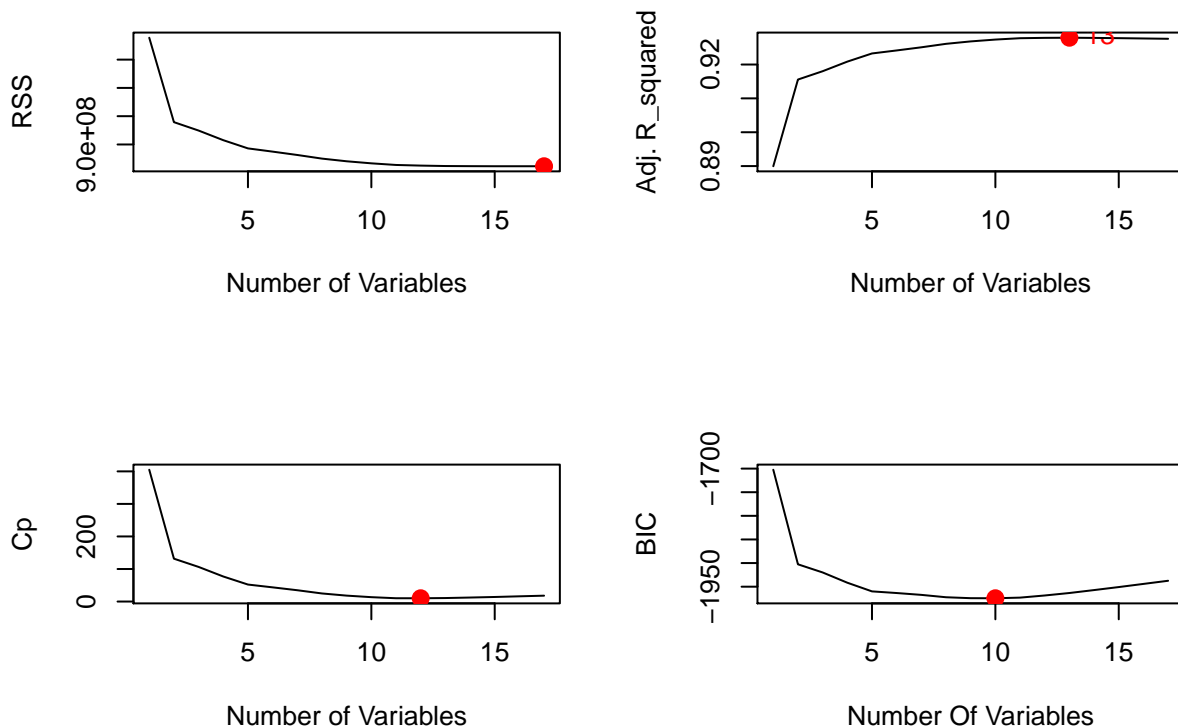 RSS
9.0e+08
5 10 15
Number of Variables
Adj. R_squared
0.89 0.92
13
5 10 15
Number of Variables
Cp
0 200
5 10 15
Number of Variables
BIC
−1950 −1700
5 10 15
Number Of Variables